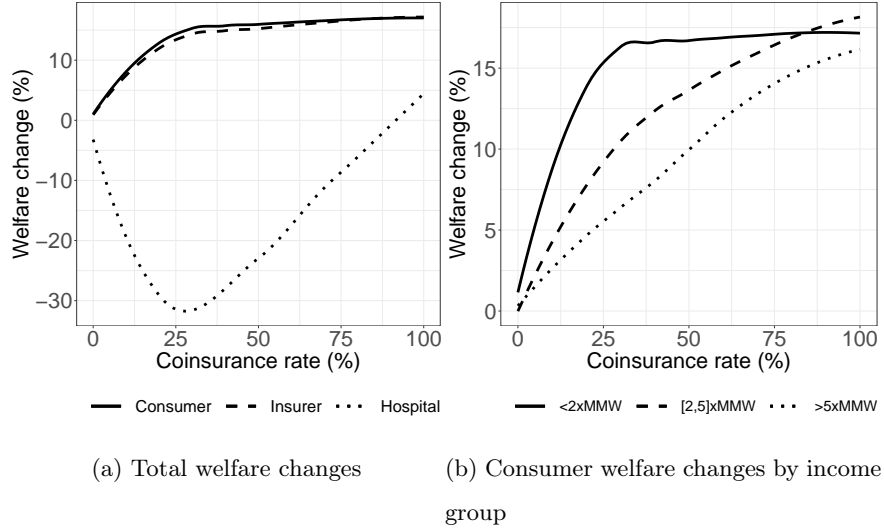 10
0
−10
−20
−30
Welfare change (%)
0 25 50 75 100
Coinsurance rate (%)
Consumer Insurer Hospital
(a) Total welfare changes
15
10
5
0
Welfare change (%)
0 25 50 75 100
Coinsurance rate (%)
<2xMMW [2,5]xMMW >5xMMW
(b) Consumer welfare changes by income
group